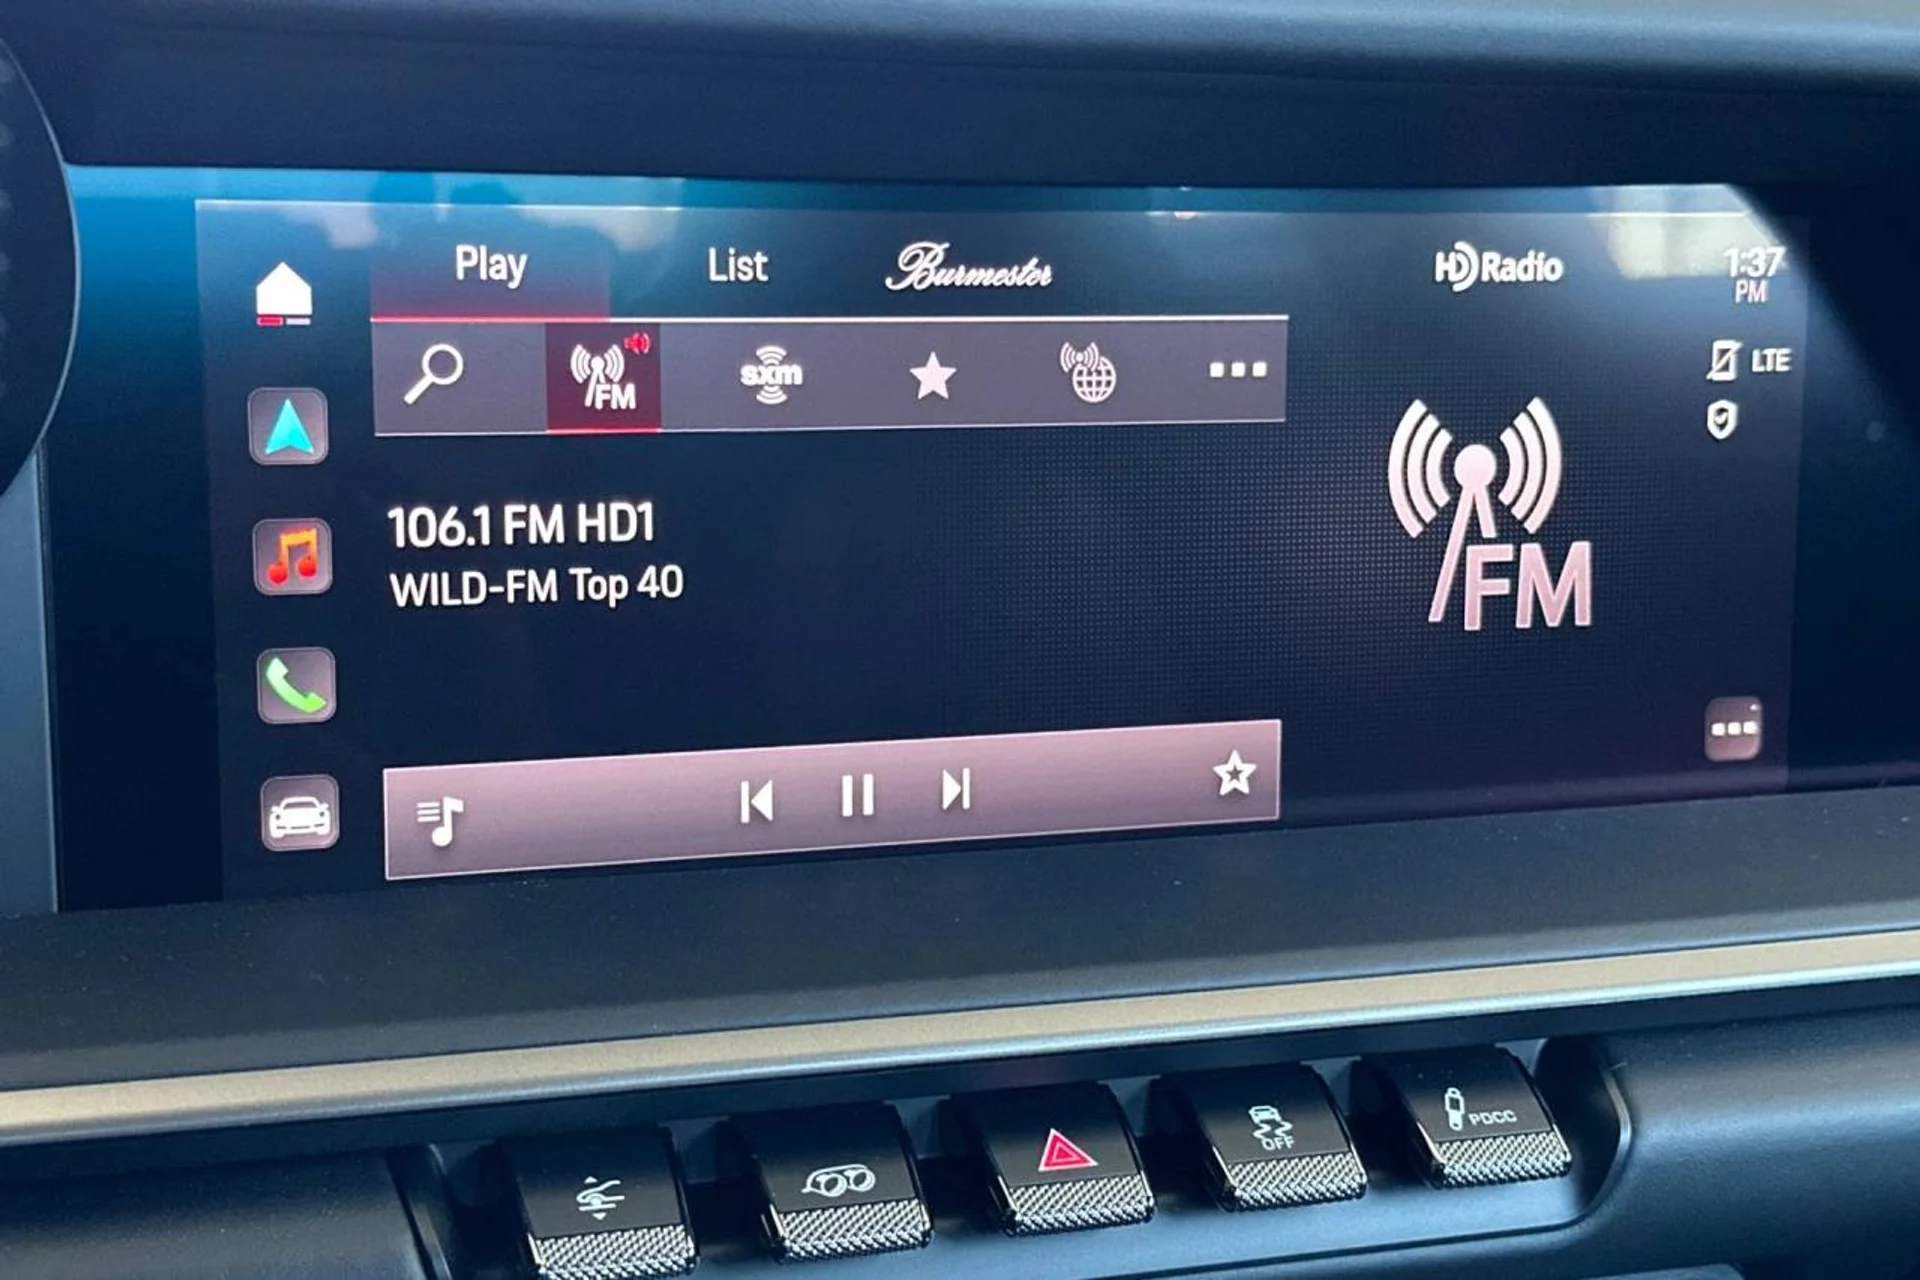 Play List Burmester HD Radio 1:37
PM
FM sxm
LTE
106.1 FM HD1
WILD-FM Top 40
FM
OFF
PDCC